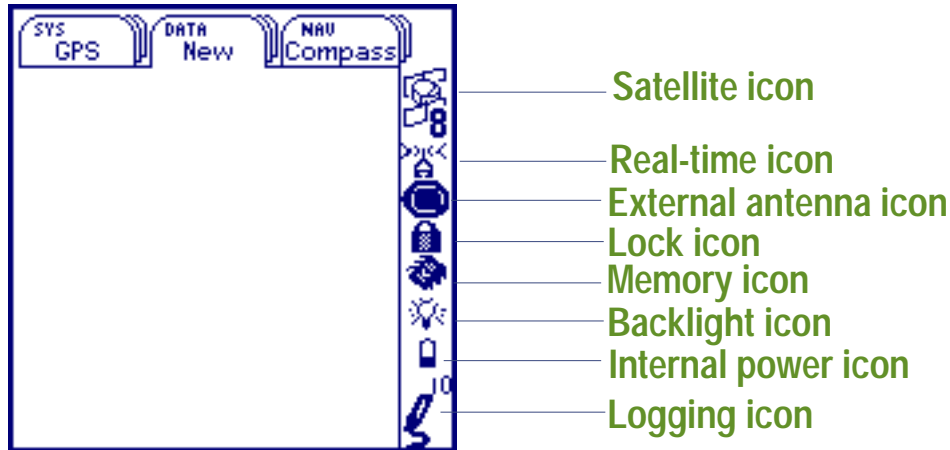 SYS DATA NAV
GPS New Compass
8
Satellite icon
Real-time icon
External antenna icon
Lock icon
Memory icon
Backlight icon
Internal power icon
10
Logging icon